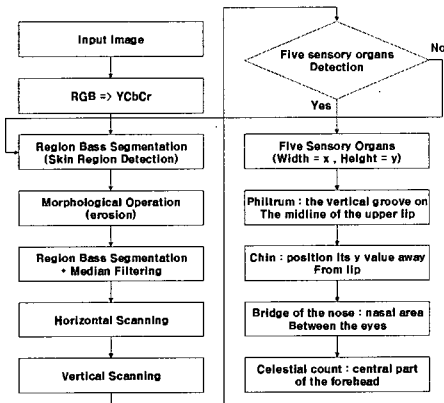 Input Image
RGB => YCbCr
Region Bass Segmentation
(Skin Region Detection)
Morphological Operation
(erosion)
Region Bass Segmentation
+ Median Filtering
Horizontal Scanning
Vertical Scanning
Five sensory organs
Detection
No
Yes
Five Sensory Organs
(Width = x , Height = y)
Philtrum : the vertical groove on
The midline of the upper lip
Chin : position its y value away
From lip
Bridge of the nose : nasal area
Between the eyes
Celestial count : central part
of the forehead